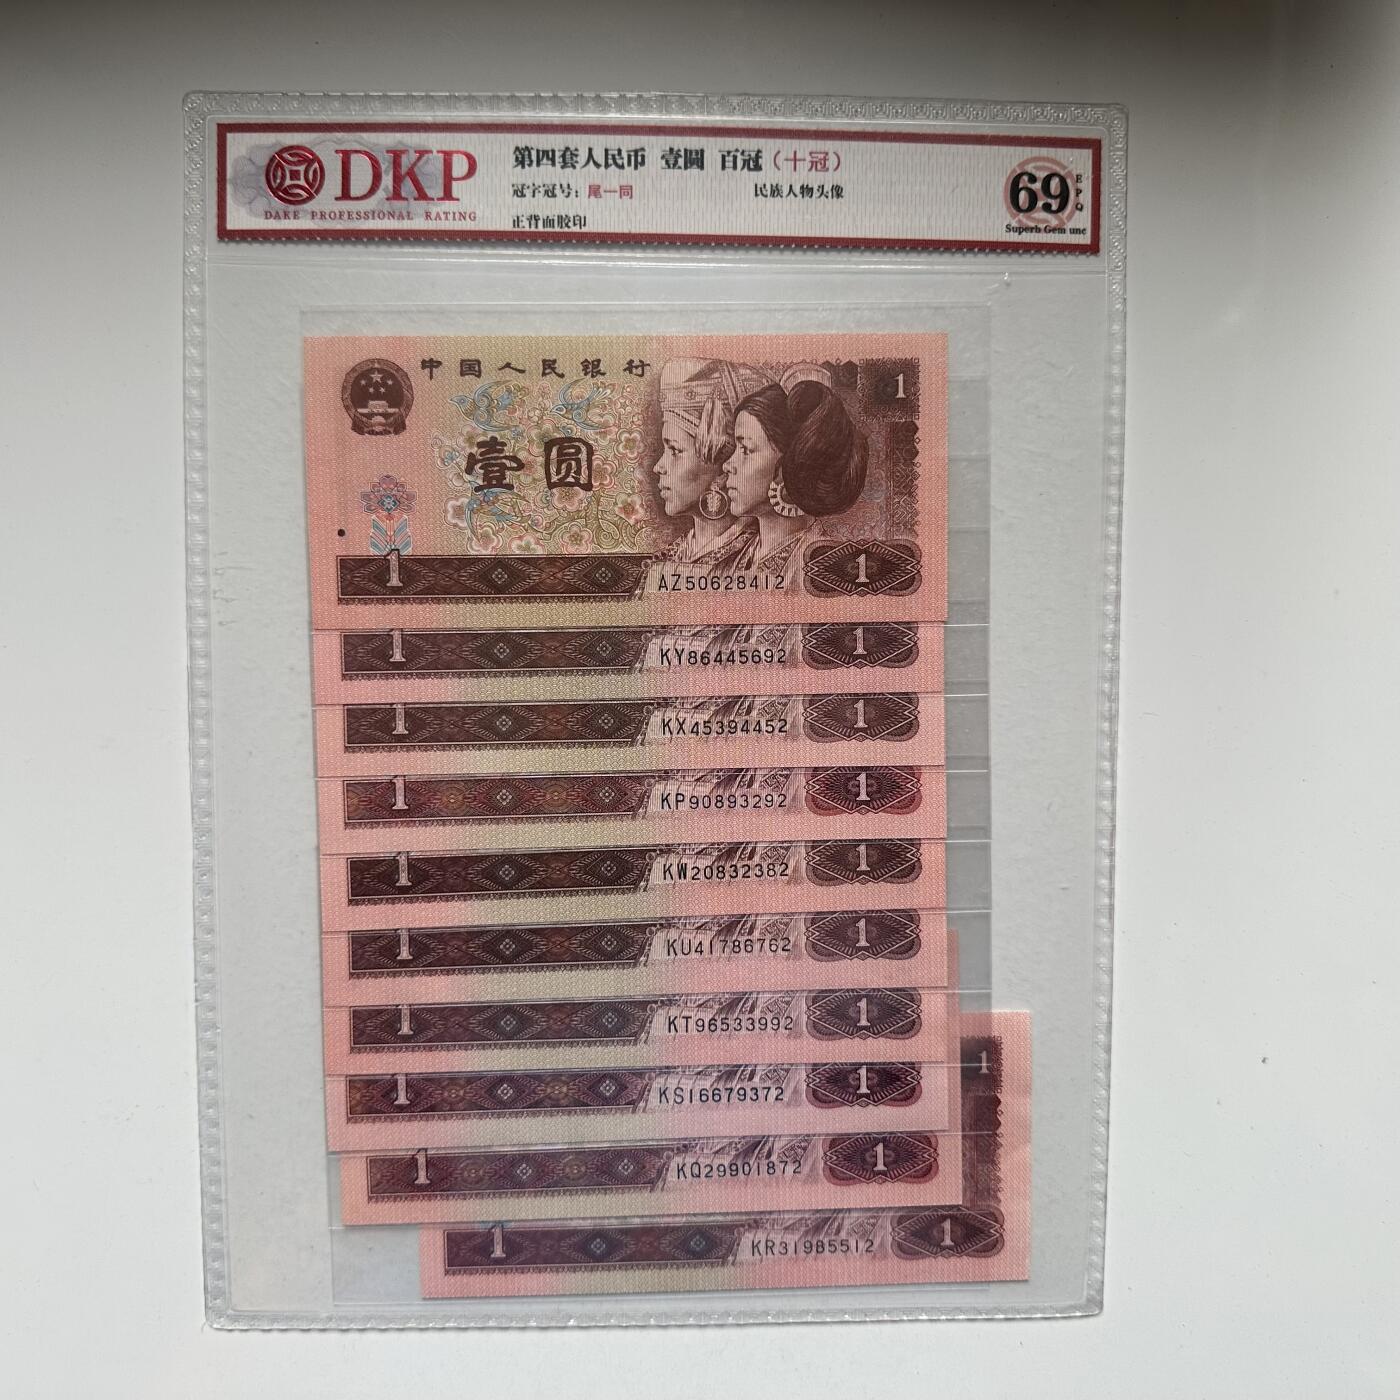 DKP
DAKE PROFESSIONAL RATING
第四套人民币 壹圆 百冠(十冠)
冠字冠号:尾一同 民族人物头像
正背面胶印
69 EPQ
Superb Gem unc
中国人民银行
1
壹圆
1 AZ50628412 1
1 KY86445692 1
1 KX45394452 1
1 KP90893292 1
1 KW20832382 1
1 KU41786762 1
1 KT96533992 1
1 KS16679372 1
1
1 KQ29901872 1
1 KR31985512 1